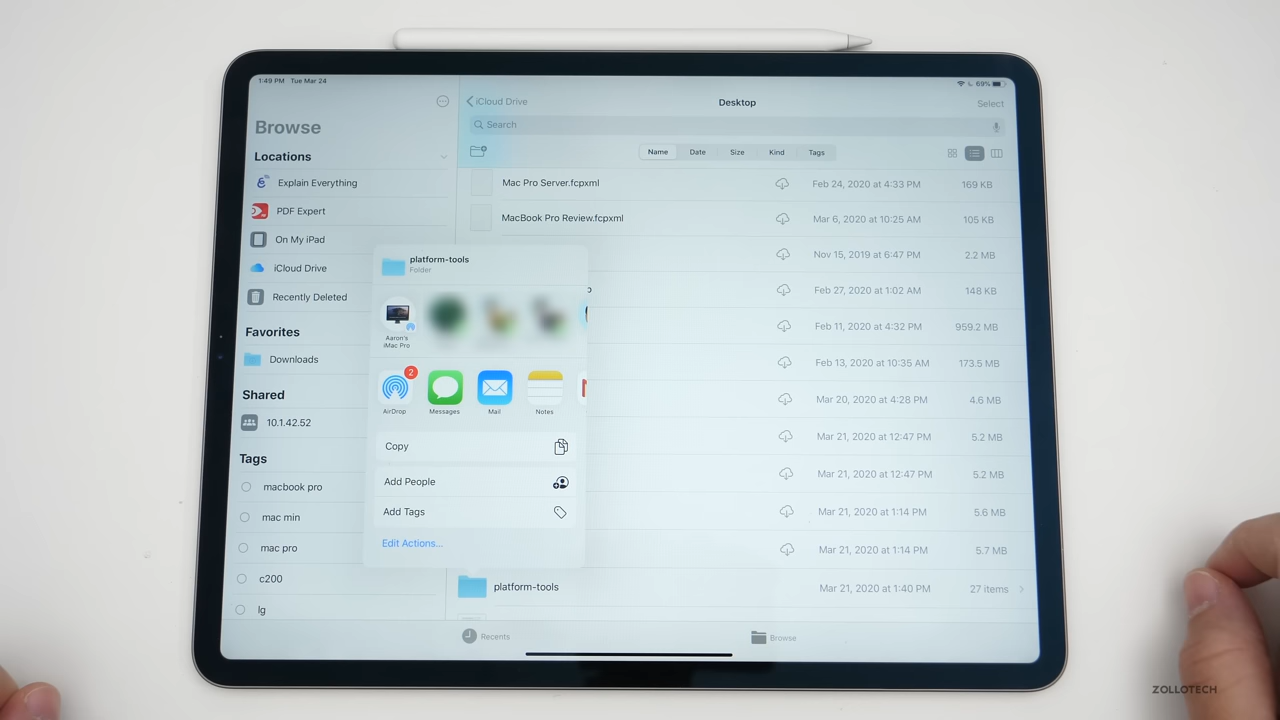 1:49 PM Tue Mar 24
69%
Browse
Locations
Explain Everything
PDF Expert
On My iPad
iCloud Drive
Recently Deleted
Favorites
Downloads
Shared
10.1.42.52
Tags
macbook pro
mac min
mac pro
c200
lg
iCloud Drive
Desktop
Select
Search
Name Date Size Kind Tags
Mac Pro Server.fcpxml Feb 24, 2020 at 4:33 PM 169 KB
MacBook Pro Review.fcpxml Mar 6, 2020 at 10:25 AM 105 KB
Nov 15, 2019 at 6:47 PM 2.2 MB
Feb 27, 2020 at 1:02 AM 148 KB
Feb 11, 2020 at 4:32 PM 959.2 MB
Feb 13, 2020 at 10:35 AM 173.5 MB
Mar 20, 2020 at 4:28 PM 4.6 MB
Mar 21, 2020 at 12:47 PM 5.2 MB
Mar 21, 2020 at 12:47 PM 5.2 MB
Mar 21, 2020 at 1:14 PM 5.6 MB
Mar 21, 2020 at 1:14 PM 5.7 MB
platform-tools Mar 21, 2020 at 1:40 PM 27 items
platform-tools
Folder
Aaron's
iMac Pro
2
AirDrop Messages Mail Notes
Copy
Add People
Add Tags
Edit Actions...
Recents Browse
ZOLLOTECH